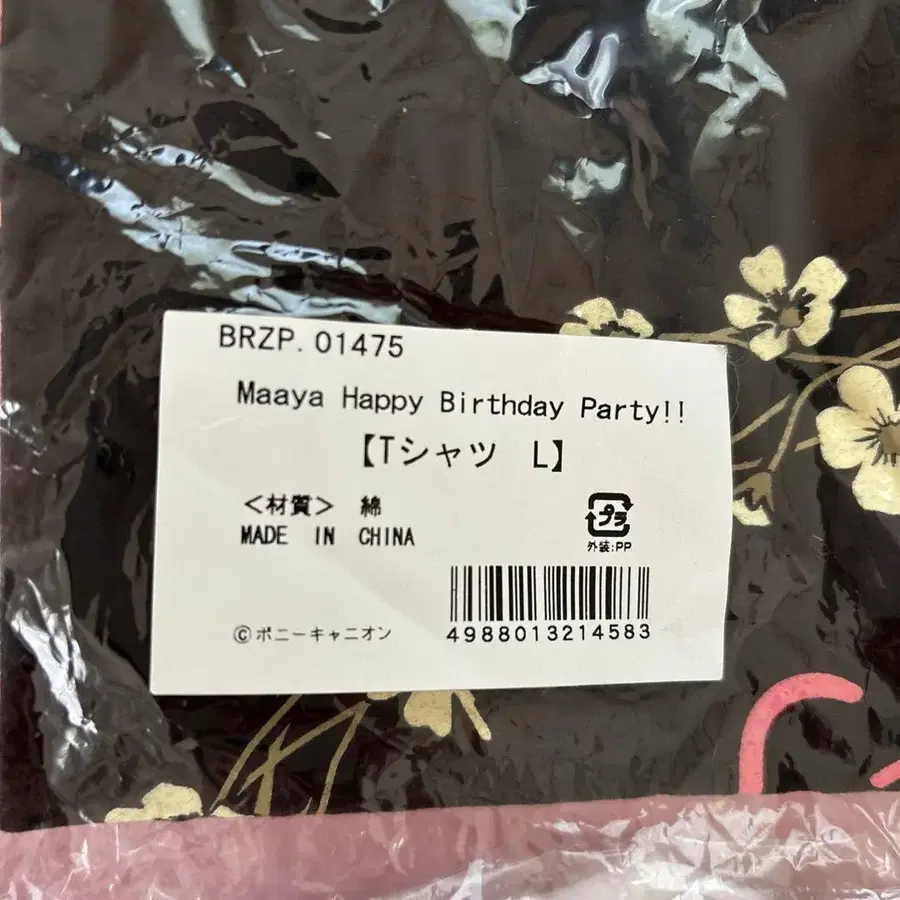 BRZP. 01475
Maaya Happy Birthday Party!!
【Tシャツ　L】
＜材質＞　綿
MADE IN CHINA
プラ
外装:PP
©ポニーキャニオン
4988013214583